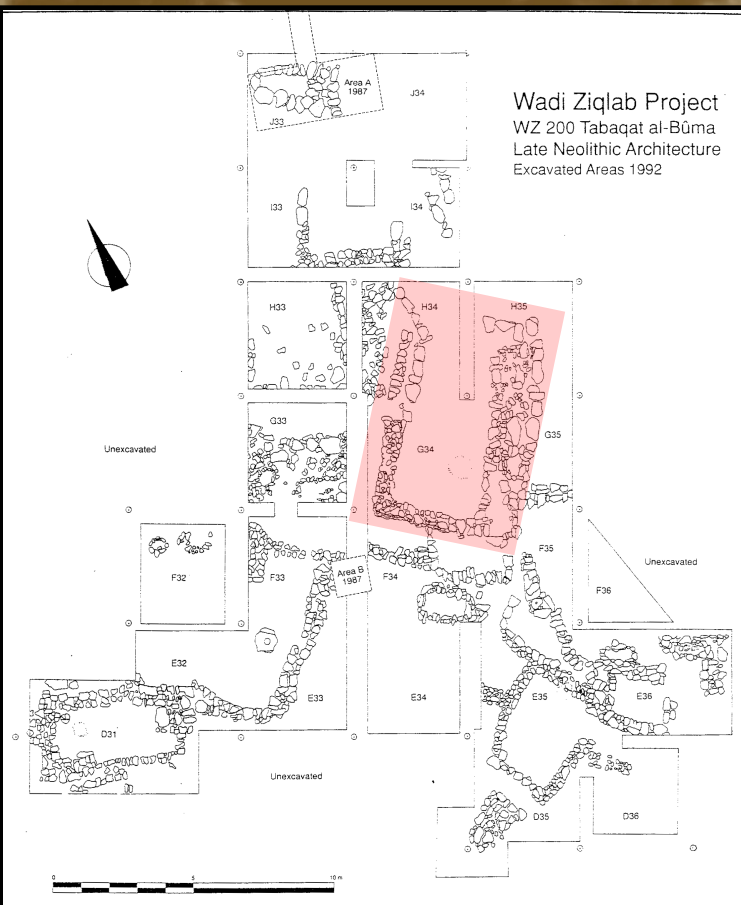 Area A
1987
J34
J33
Wadi Ziqlab Project
WZ 200 Tabaqat al-Bûma
Late Neolithic Architecture
Excavated Areas 1992
I33
I34
H33
H34
H35
G33
G34
G35
Unexcavated
F32
F33
Area B
1987
F34
F35
F36
Unexcavated
E32
E33
E34
E35
E36
D31
Unexcavated
D35
D36
0
5
10 m